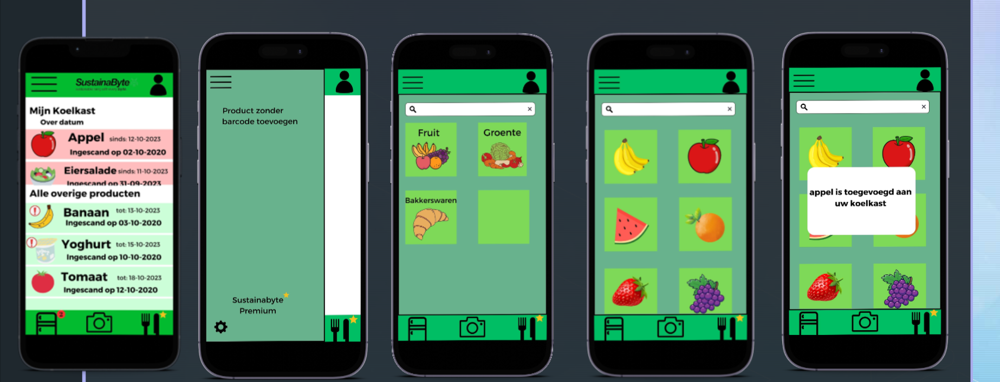 SustainaByte
Mijn Koelkast
Over datum
Appel sinds: 12-10-2023
Ingescand op 02-10-2020
Eiersalade sinds: 11-10-2023
Ingescand op 31-09-2023
Alle overige producten
Banaan tot: 13-10-2023
Ingescand op 03-10-2020
Yoghurt tot: 15-10-2023
Ingescand op 10-10-2020
Tomaat tot: 18-10-2023
Ingescand op 12-10-2020
2
Product zonder
barcode toevoegen
Sustainabyte
Premium
Fruit
Groente
Bakkerswaren
appel is toegevoegd aan
uw koelkast